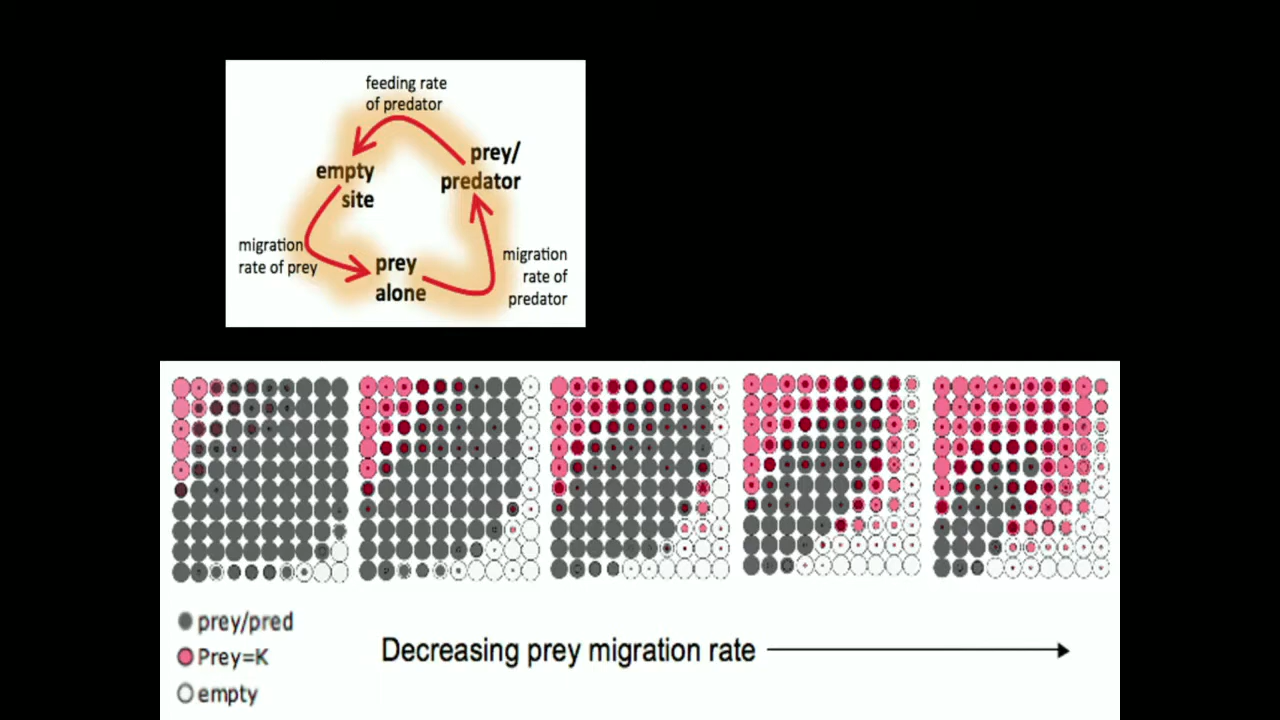 feeding rate
of predator
prey/
predator
empty
site
migration
rate of prey
prey
alone
migration
rate of
predator
prey/pred
Prey=K
empty
Decreasing prey migration rate